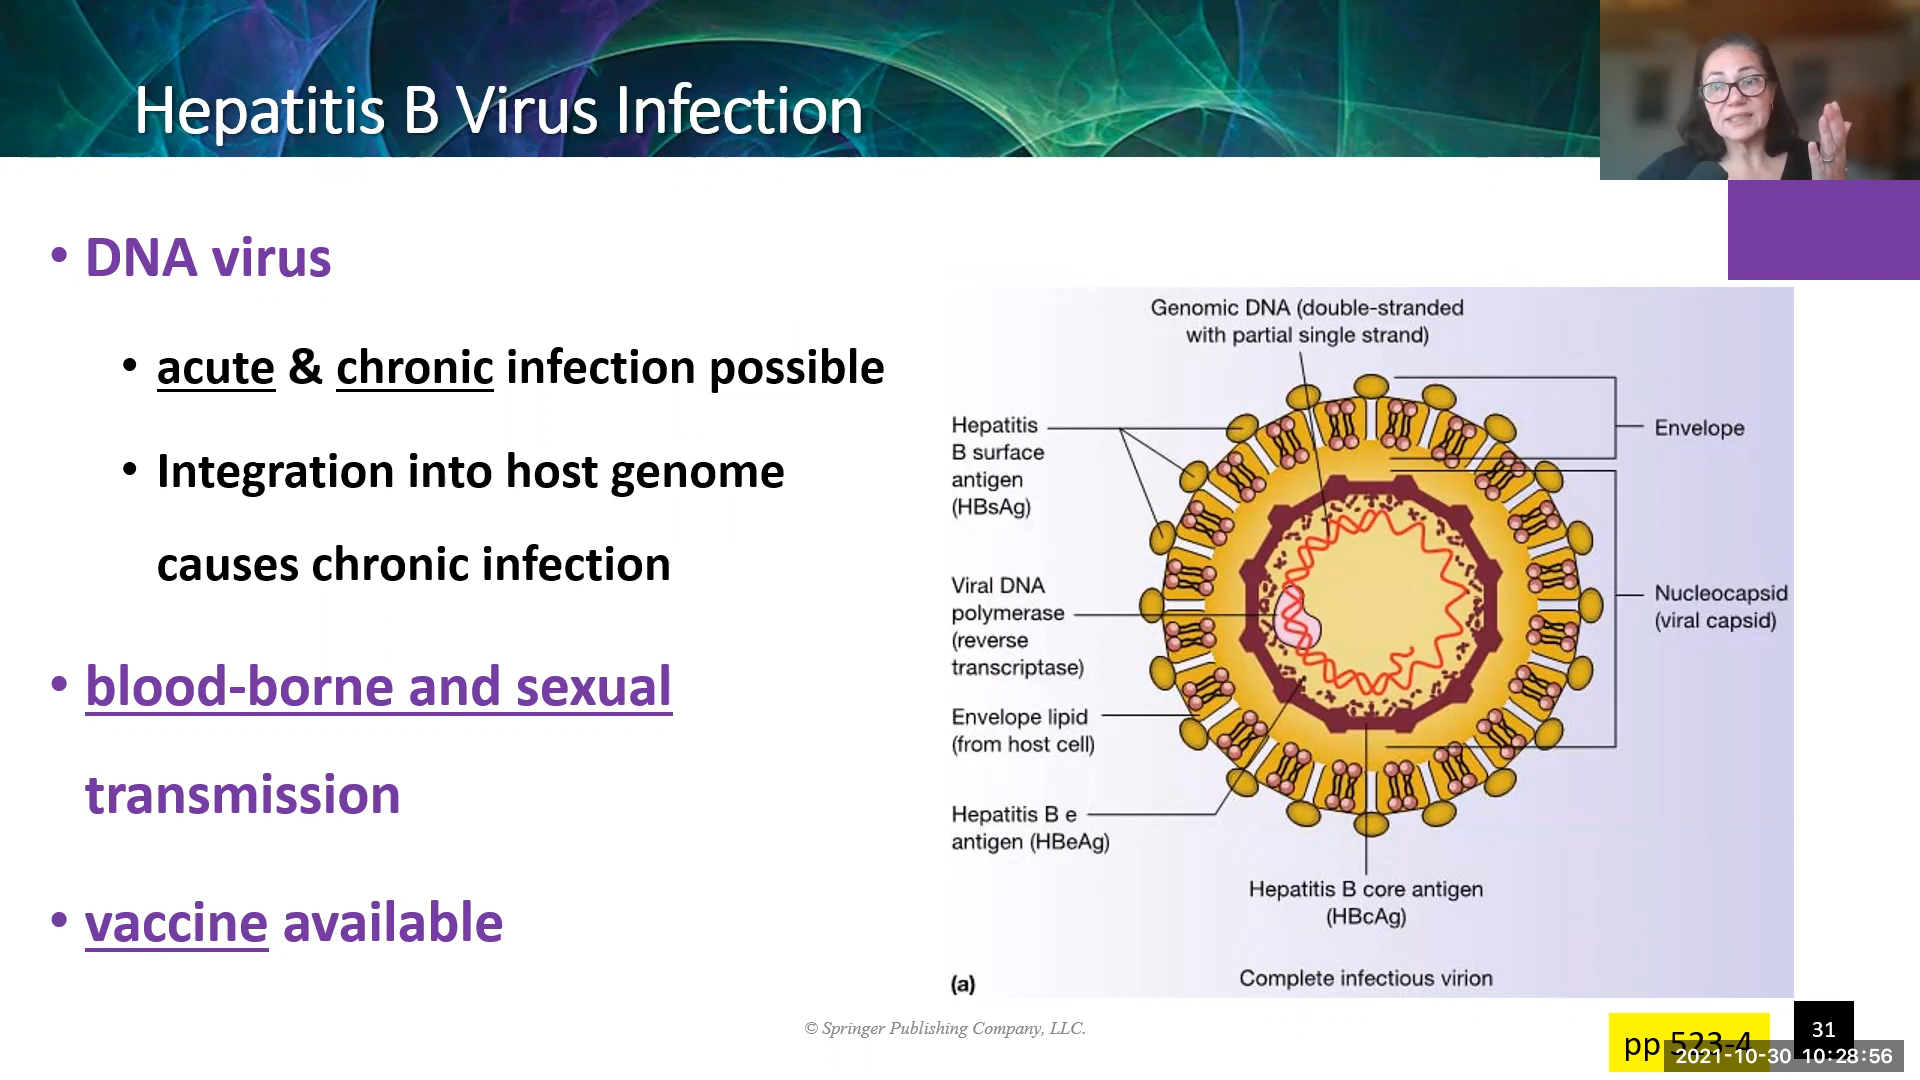 Hepatitis B Virus Infection
• DNA virus
• acute & chronic infection possible
• Integration into host genome
causes chronic infection
• blood-borne and sexual
transmission
• vaccine available
Genomic DNA (double-stranded
with partial single strand)
Hepatitis
B surface
antigen
(HBsAg)
Viral DNA
polymerase
(reverse
transcriptase)
Envelope lipid
(from host cell)
Hepatitis B e
antigen (HBeAg)
Envelope
Nucleocapsid
(viral capsid)
Hepatitis B core antigen
(HBcAg)
(a)
Complete infectious virion
© Springer Publishing Company, LLC.
pp 523-4
31
2021-10-30 10:28:56